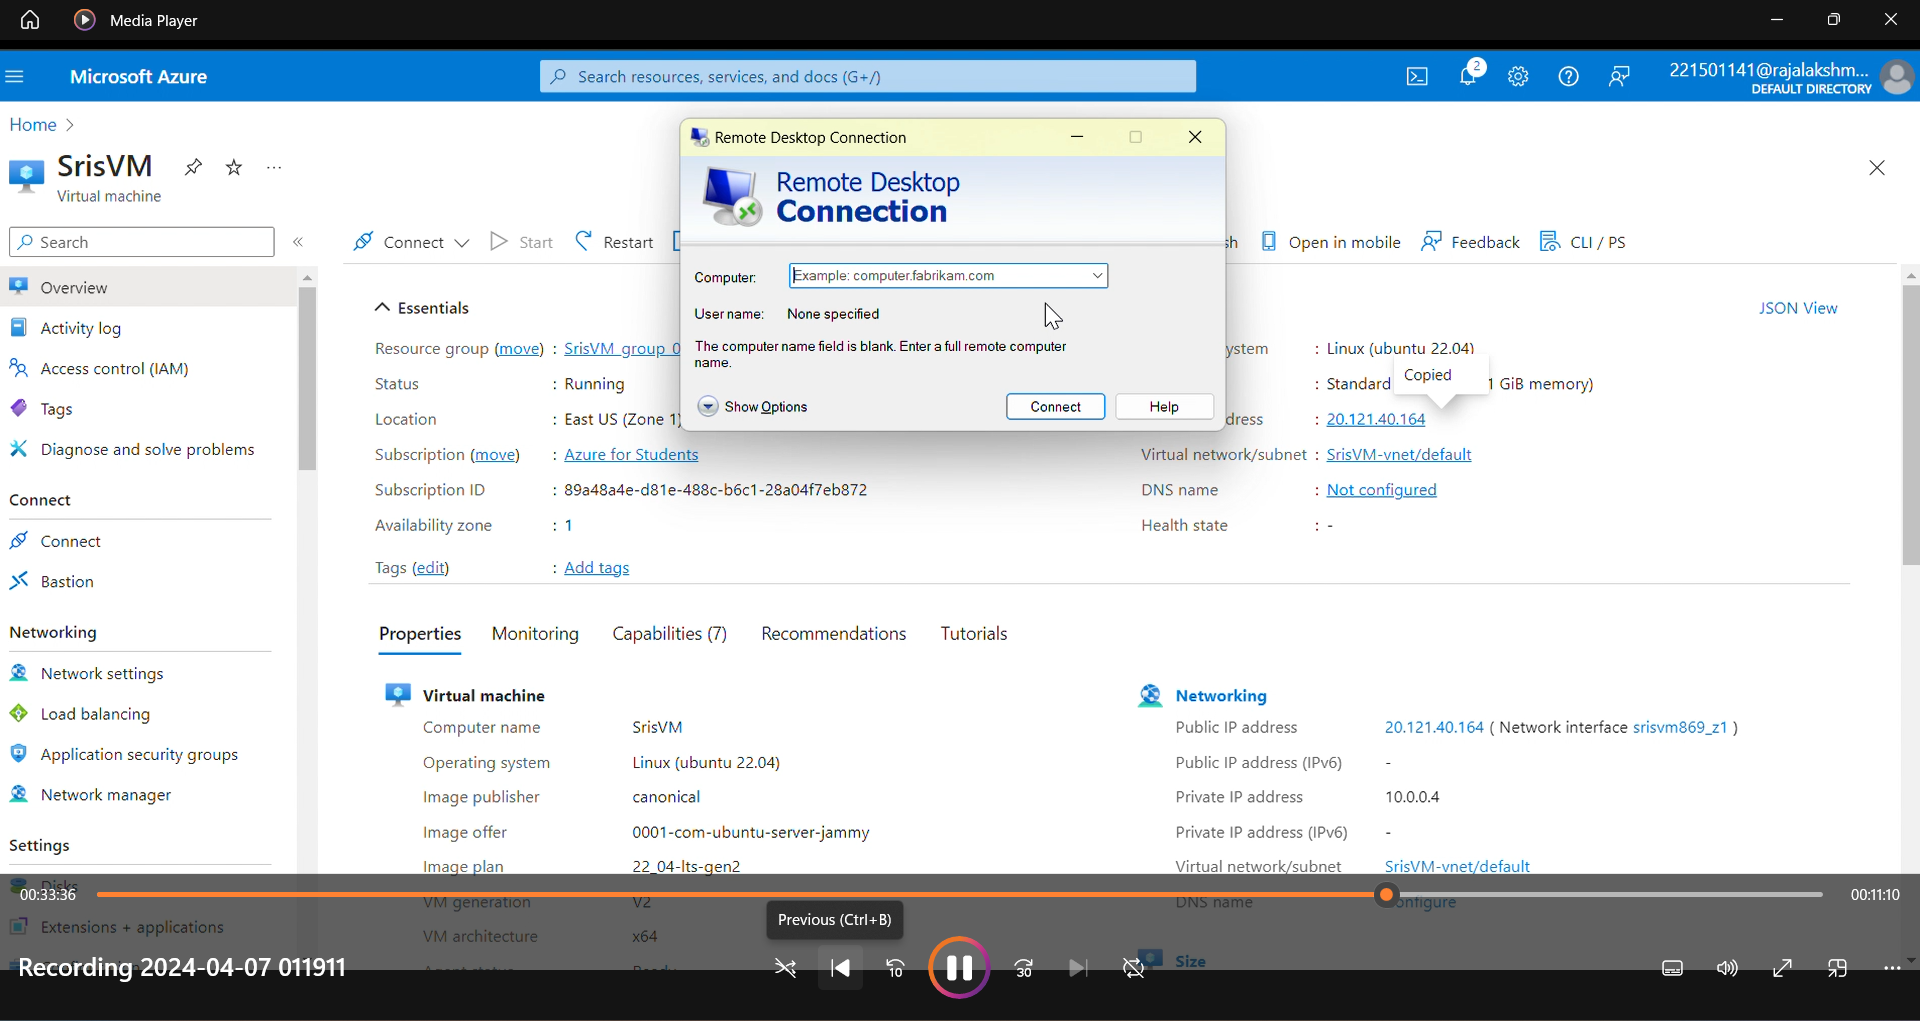 Media Player
Microsoft Azure
Search resources, services, and docs (G+/)
2
221501141@rajalakshm...
DEFAULT DIRECTORY
Home >
SrisVM
Virtual machine
Search
Overview
Activity log
Access control (IAM)
Tags
Diagnose and solve problems
Connect
Connect
Bastion
Networking
Network settings
Load balancing
Application security groups
Network manager
Settings
Disks
Extensions + applications
Connect
Start
Restart
sh
Open in mobile
Feedback
CLI / PS
Remote Desktop Connection
Remote Desktop
Connection
Computer: Example: computer.fabrikam.com
User name: None specified
The computer name field is blank. Enter a full remote computer
name.
Show Options
Connect
Help
Essentials
JSON View
Resource group (move) : SrisVM_group_0
Status : Running
Location : East US (Zone 1)
Subscription (move) : Azure for Students
Subscription ID : 89a48a4e-d81e-488c-b6c1-28a04f7eb872
Availability zone : 1
Tags (edit) : Add tags
ystem : Linux (ubuntu 22.04)
Copied
: Standard 1 GiB memory)
dress : 20.121.40.164
Virtual network/subnet : SrisVM-vnet/default
DNS name : Not configured
Health state : -
Properties Monitoring Capabilities (7) Recommendations Tutorials
Virtual machine
Computer name SrisVM
Operating system Linux (ubuntu 22.04)
Image publisher canonical
Image offer 0001-com-ubuntu-server-jammy
Image plan 22_04-lts-gen2
VM generation V2
VM architecture x64
Networking
Public IP address 20.121.40.164 ( Network interface srisvm869_z1 )
Public IP address (IPv6) -
Private IP address 10.0.0.4
Private IP address (IPv6) -
Virtual network/subnet SrisVM-vnet/default
DNS name onfigure
Size
00:33:36
00:11:10
Previous (Ctrl+B)
Recording 2024-04-07 011911
10
30